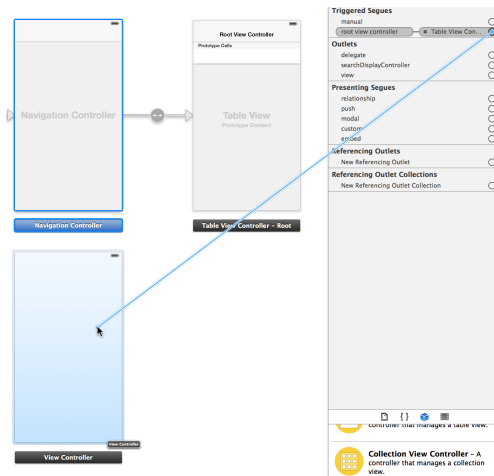 Root View Controller
Prototype Cells
Navigation Controller
Table View
Prototype Content
Navigation Controller
Table View Controller – Root
View Controller
View Controller
Triggered Segues
manual
root view controller
Table View Con...
Outlets
delegate
searchDisplayController
view
Presenting Segues
relationship
push
modal
custom
embed
Referencing Outlets
New Referencing Outlet
Referencing Outlet Collections
New Referencing Outlet Collection
{ }
controller that manages a table view.
Collection View Controller – A
controller that manages a collection
view.